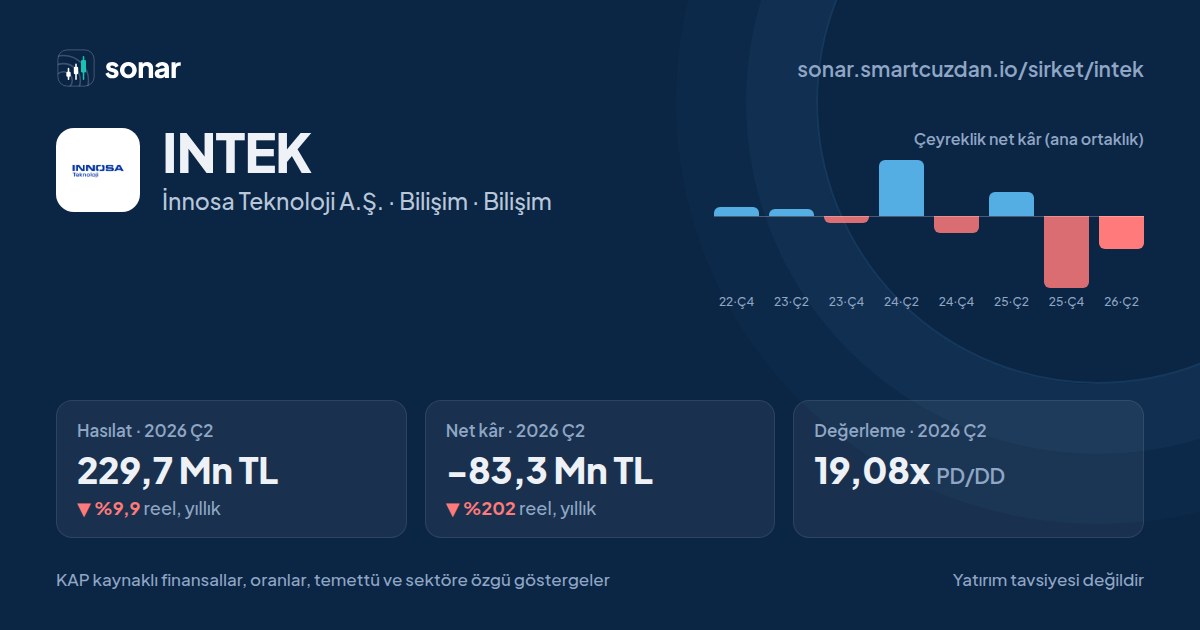 sonar
sonar.smartcuzdan.io/sirket/intek
INNOSA
Teknoloji
INTEK
İnnosa Teknoloji A.Ş. · Bilişim · Bilişim
Çeyreklik net kâr (ana ortaklık)
22·Ç4 23·Ç2 23·Ç4 24·Ç2 24·Ç4 25·Ç2 25·Ç4 26·Ç2
Hasılat · 2026 Ç2
229,7 Mn TL
▼ %9,9 reel, yıllık
Net kâr · 2026 Ç2
−83,3 Mn TL
▼ %202 reel, yıllık
Değerleme · 2026 Ç2
19,08x PD/DD
KAP kaynaklı finansallar, oranlar, temettü ve sektöre özgü göstergeler
Yatırım tavsiyesi değildir